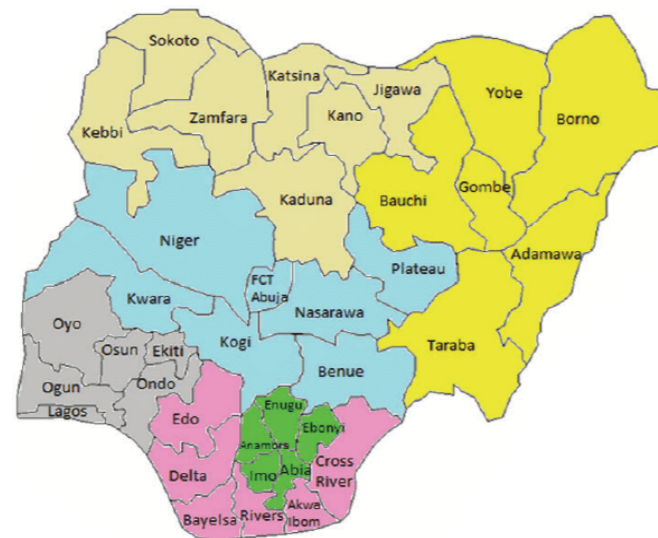 Sokoto
Katsina
Jigawa
Yobe
Borno
Kebbi
Zamfara
Kano
Kaduna
Bauchi
Gombe
Niger
Adamawa
Plateau
FCT
Abuja
Kwara
Nasarawa
Oyo
Kogi
Taraba
Osun
Ekiti
Benue
Ogun
Ondo
Lagos
Edo
Enugu
Ebonyi
Anamors
Cross
River
Delta
Imo
Abia
Bayelsa
Rivers
Akwa
Ibom